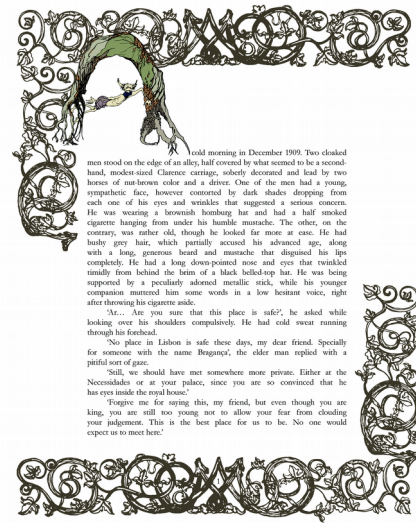 cold morning in December 1909. Two cloaked
men stood on the edge of an alley, half covered by what seemed to be a second-
hand, modest-sized Clarence carriage, soberly decorated and lead by two
horses of nut-brown color and a driver. One of the men had a young,
sympathetic face, however contorted by dark shades dropping from
each one of his eyes and wrinkles that suggested a serious concern.
He was wearing a brownish homburg hat and had a half smoked
cigarette hanging from under his humble mustache. The other, on the
contrary, was rather old, though he looked far more at ease. He had
bushy grey hair, which partially accused his advanced age, along
with a long, generous beard and mustache that disguised his lips
completely. He had a long down-pointed nose and eyes that twinkled
timidly from behind the brim of a black belled-top hat. He was being
supported by a peculiarly adorned metallic stick, while his younger
companion muttered him some words in a low hesitant voice, right
after throwing his cigarette aside.
‘Ar… Are you sure that this place is safe?’, he asked while
looking over his shoulders compulsively. He had cold sweat running
through his forehead.
‘No place in Lisbon is safe these days, my dear friend. Specially
for someone with the name Bragança’, the elder man replied with a
pitiful sort of gaze.
‘Still, we should have met somewhere more private. Either at the
Necessidades or at your palace, since you are so convinced that he
has eyes inside the royal house.’
‘Forgive me for saying this, my friend, but even though you are
king, you are still too young not to allow your fear from clouding
your judgement. This is the best place for us to be. No one would
expect us to meet here.’